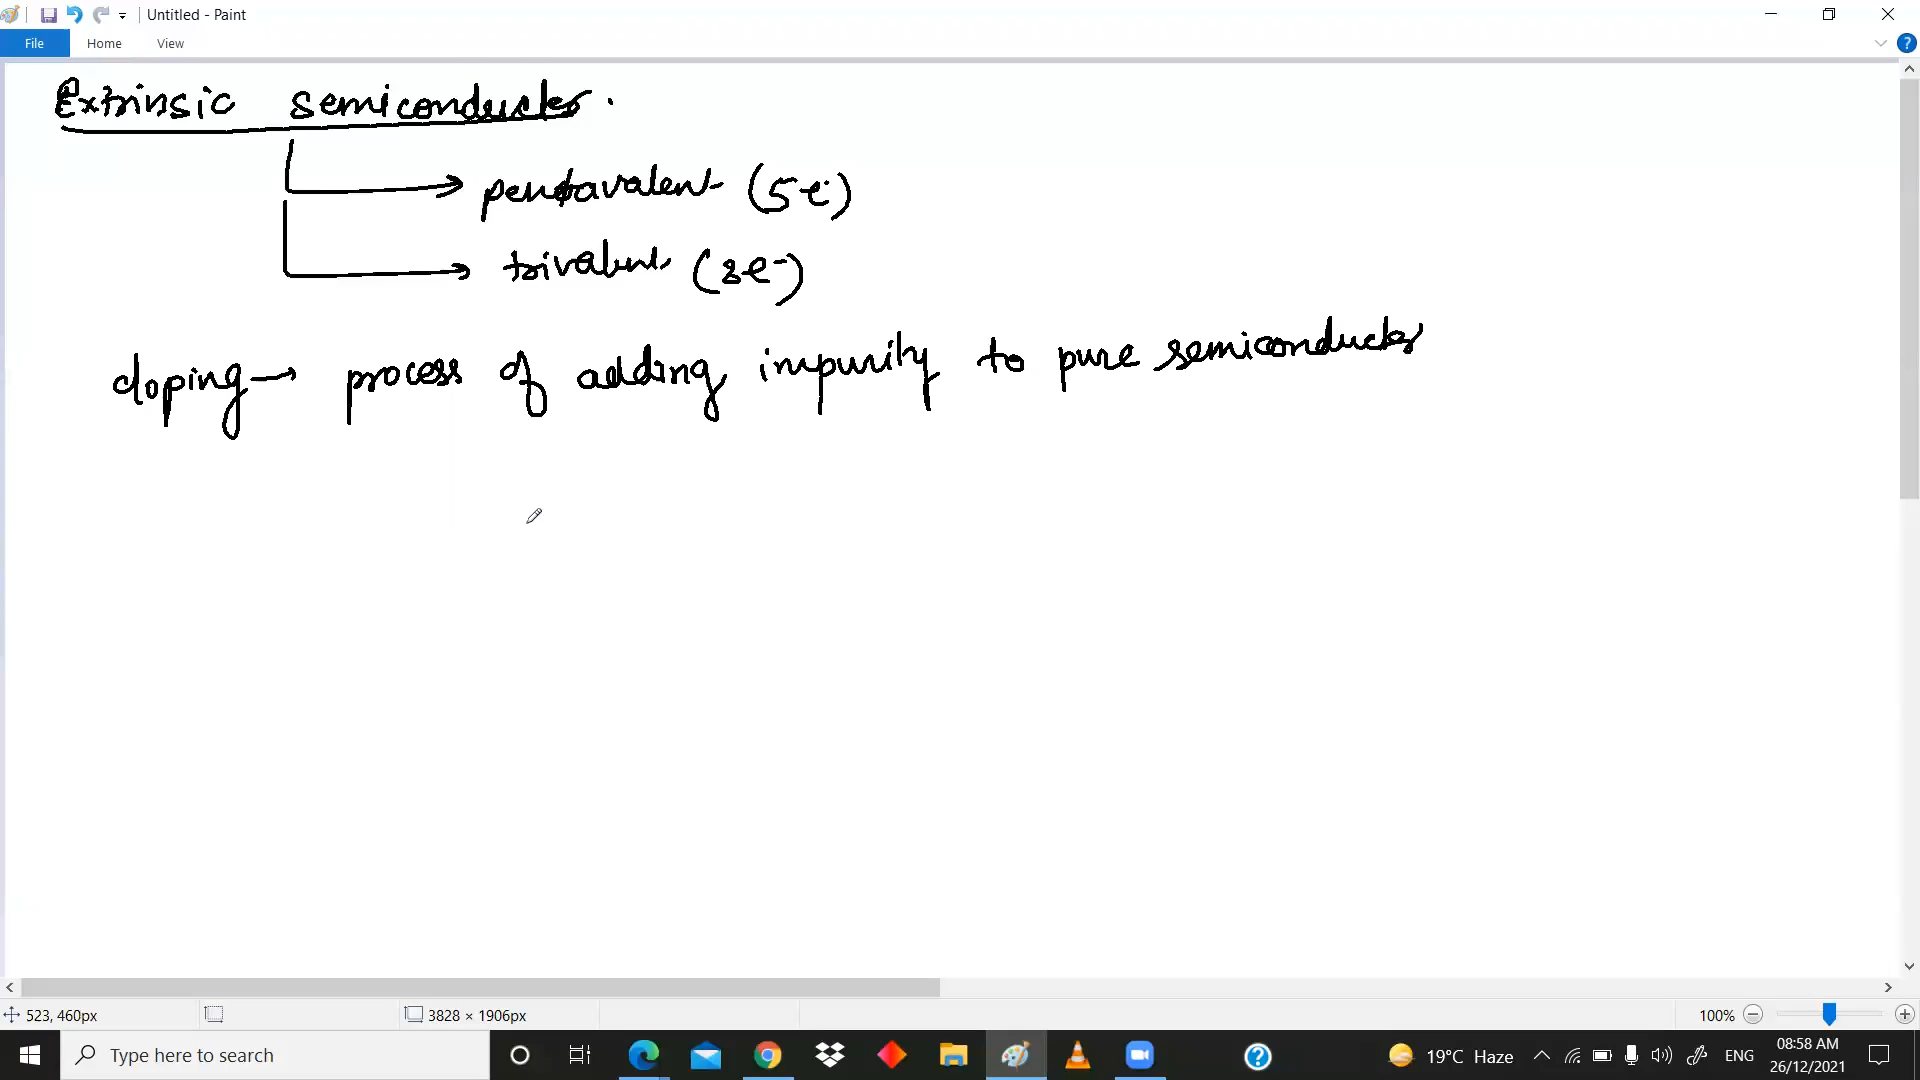 Untitled - Paint
File Home View
Extrinsic semiconductor.
pentavalent (5e-)
trivalent (3e-)
doping → process of adding impurity to pure semiconductor
523, 460px 3828 × 1906px 100%
Type here to search 19°C Haze ENG 08:58 AM
26/12/2021